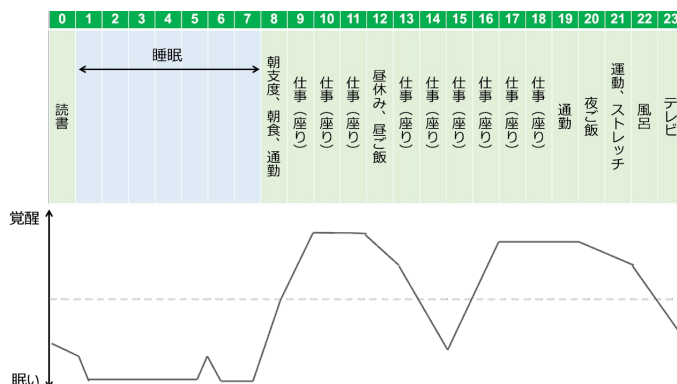 0 1 2 3 4 5 6 7 8 9 10 11 12 13 14 15 16 17 18 19 20 21 22 23
読書
睡眠
朝支度、朝食、通勤
仕事（座り）
仕事（座り）
仕事（座り）
昼休み、昼ご飯
仕事（座り）
仕事（座り）
仕事（座り）
仕事（座り）
仕事（座り）
仕事（座り）
通勤
夜ご飯
運動、ストレッチ
風呂
テレビ
覚醒
眠い